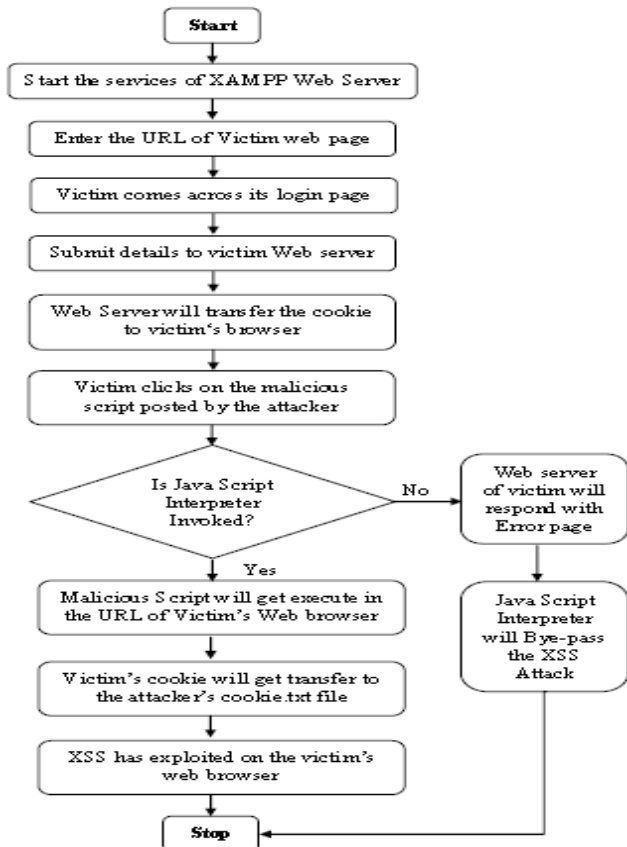 Start
Start the services of XAMPP Web Server
Enter the URL of Victim web page
Victim comes across its login page
Submit details to victim Web server
Web Server will transfer the cookie
to victim's browser
Victim clicks on the malicious
script posted by the attacker
Is Java Script
Interpreter
Invoked?
No
Web server
of victim will
respond with
Error page
Yes
Malicious Script will get execute in
the URL of Victim's Web browser
Java Script
Interpreter
will Bye-pass
the XSS
Attack
Victim's cookie will get transfer to
the attacker's cookie.txt file
XSS has exploited on the victim's
web browser
Stop